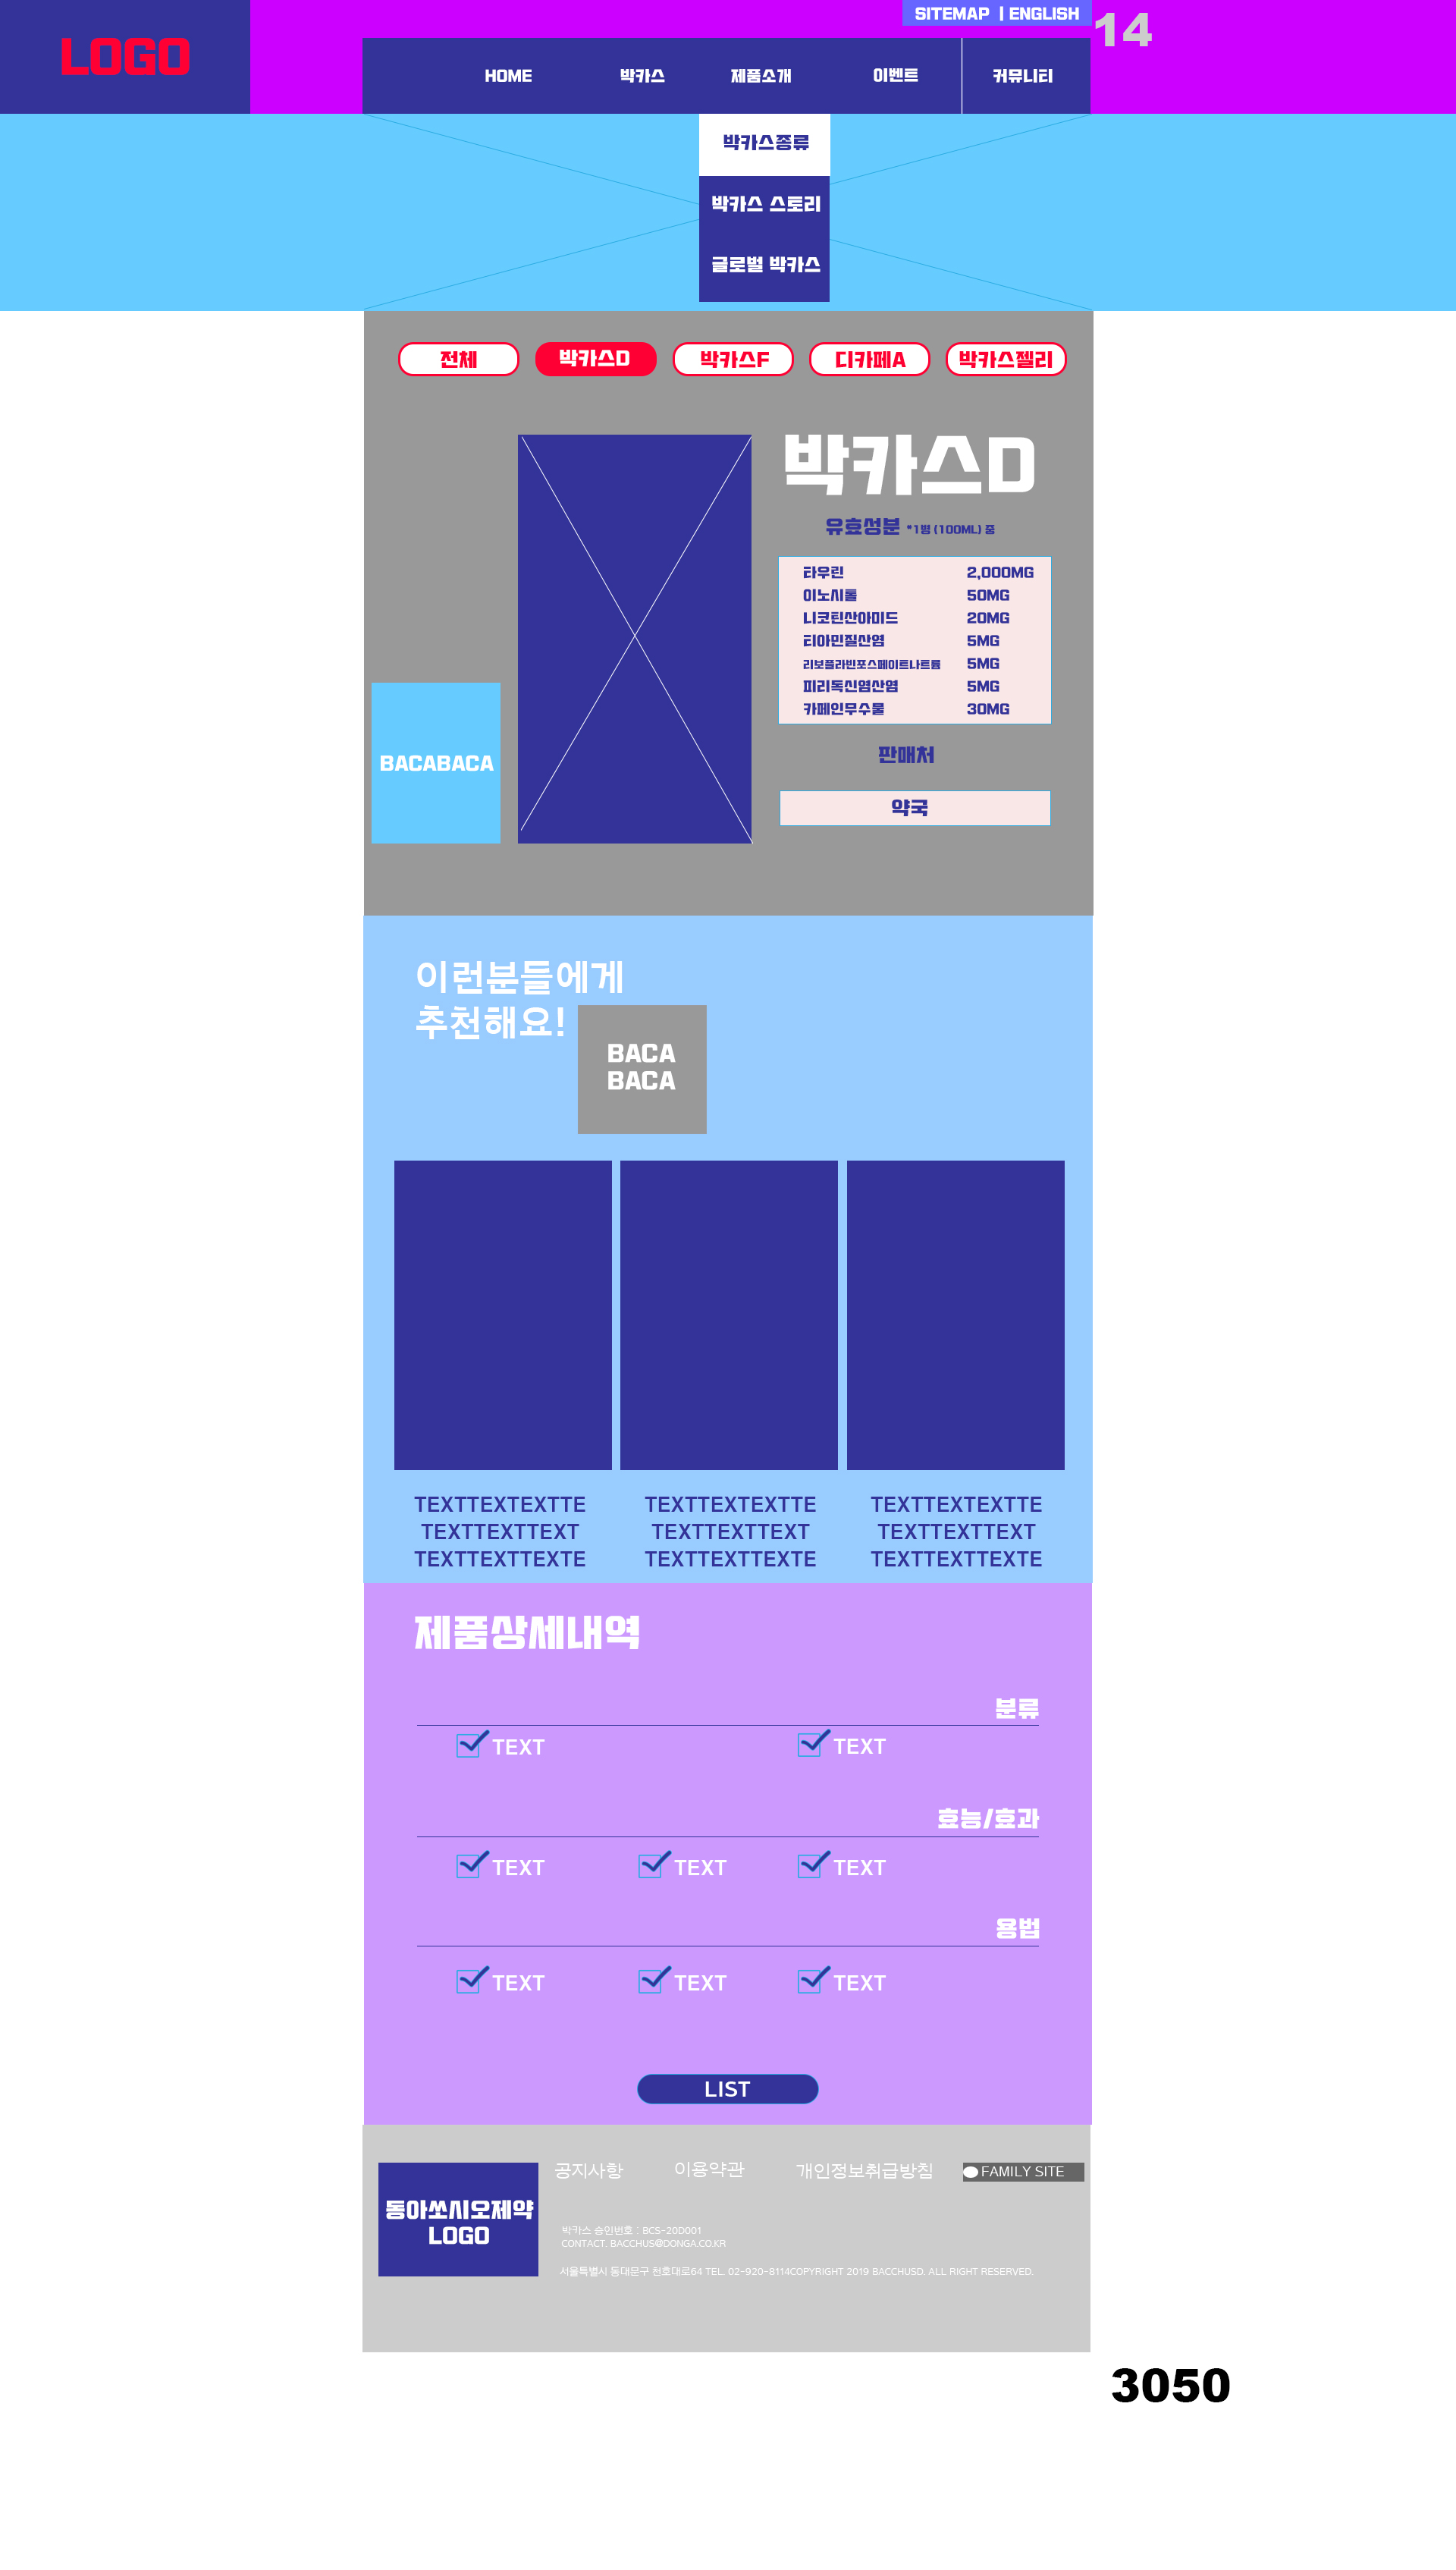 SITEMAP | ENGLISH
14
LOGO
HOME 박카스 제품소개 이벤트 커뮤니티
박카스종류
박카스 스토리
글로벌 박카스
전체 박카스D 박카스F 디카페A 박카스젤리
박카스D
유효성분 *1병 (100ML) 중
타우린 2,000MG
이노시톨 50MG
니코틴산아미드 20MG
티아민질산염 5MG
리보플라빈포스페이트나트륨 5MG
피리독신염산염 5MG
카페인무수물 30MG
판매처
약국
BACABACA
이런분들에게
추천해요!
BACA
BACA
TEXTTEXTEXTTE TEXTTEXTEXTTE TEXTTEXTEXTTE
TEXTTEXTTEXT TEXTTEXTTEXT TEXTTEXTTEXT
TEXTTEXTTEXTE TEXTTEXTTEXTE TEXTTEXTTEXTE
제품상세내역
분류
TEXT TEXT
효능/효과
TEXT TEXT TEXT
용법
TEXT TEXT TEXT
LIST
공지사항 이용약관 개인정보취급방침 FAMILY SITE
동아쏘시오제약
LOGO
박카스 승인번호 : BCS-20D001
CONTACT. BACCHUS@DONGA.CO.KR
서울특별시 동대문구 천호대로64 TEL. 02-920-8114COPYRIGHT 2019 BACCHUSD. ALL RIGHT RESERVED.
3050